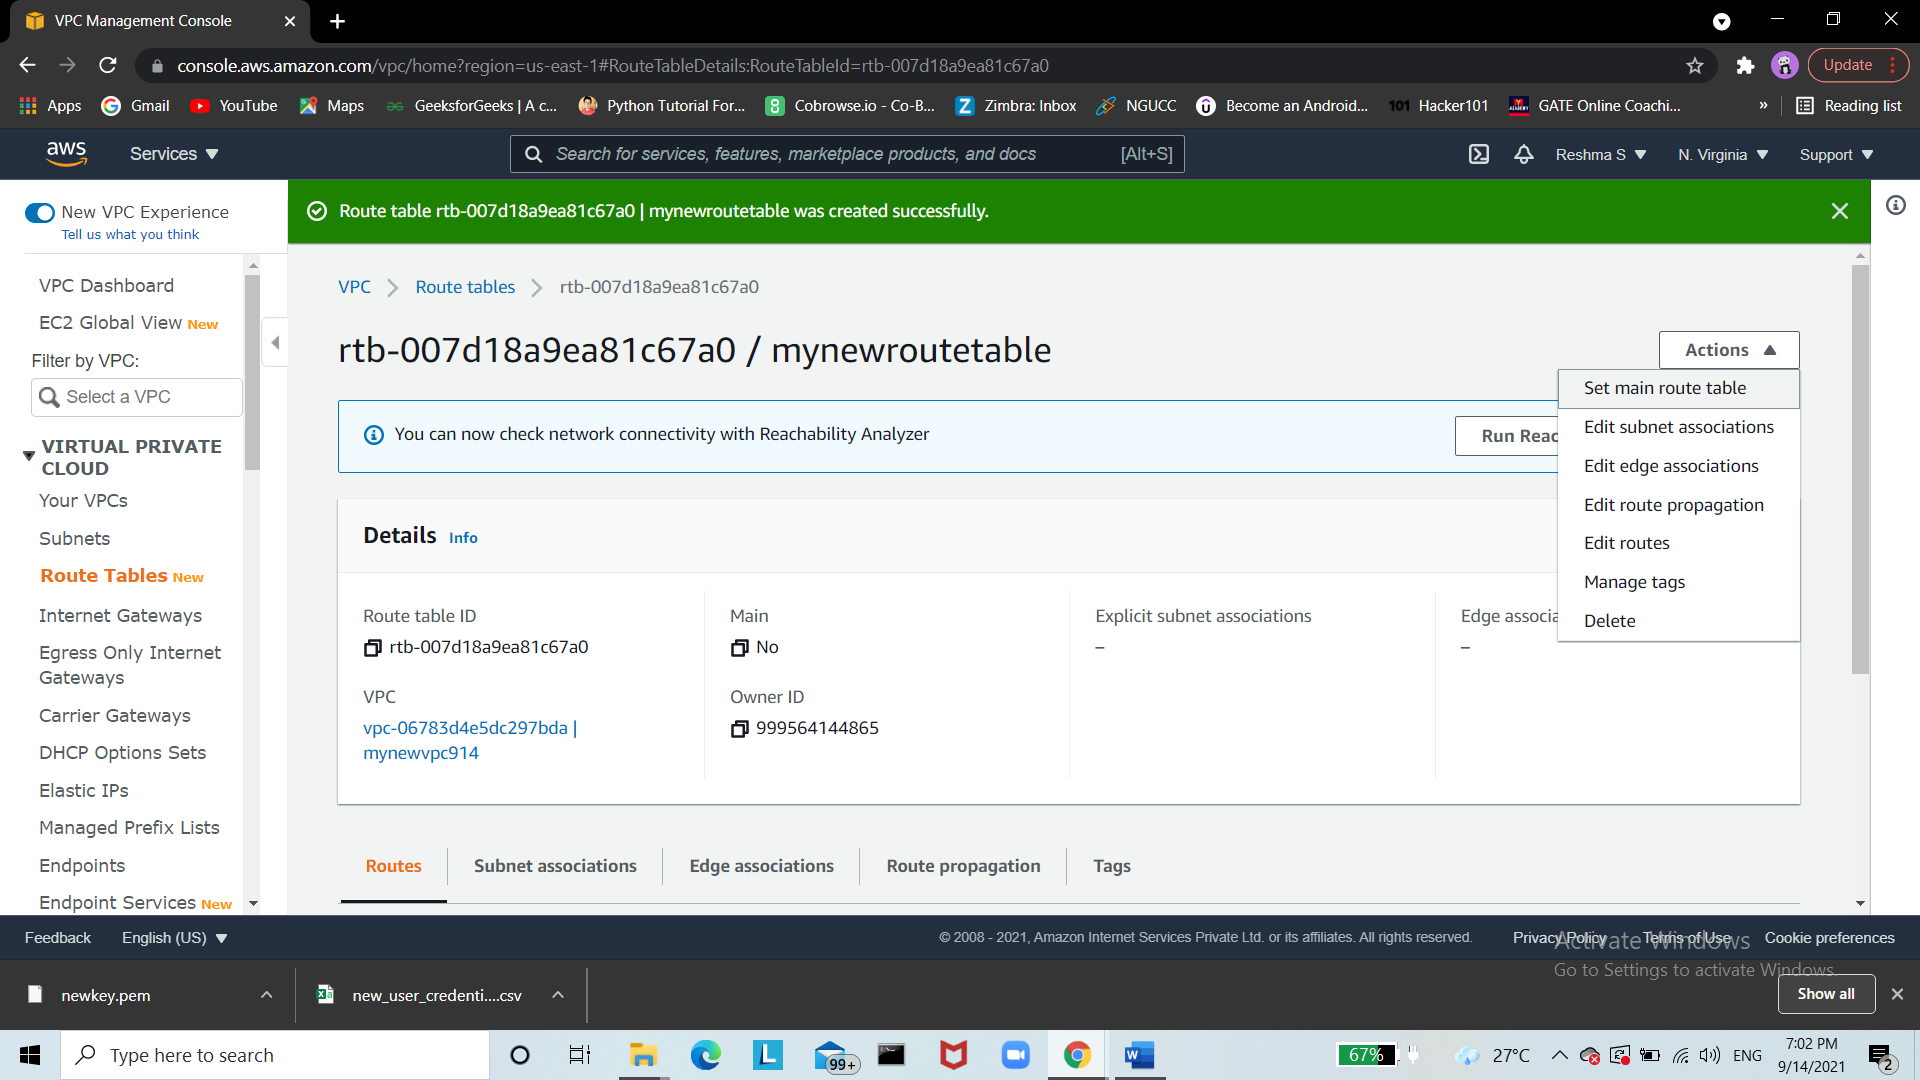 VPC Management Console
console.aws.amazon.com/vpc/home?region=us-east-1#RouteTableDetails:RouteTableId=rtb-007d18a9ea81c67a0
Update
Apps Gmail YouTube Maps GeeksforGeeks | A c... Python Tutorial For... Cobrowse.io - Co-B... Zimbra: Inbox NGUCC Become an Android... 101 Hacker101 GATE Online Coachi... » Reading list
aws Services Search for services, features, marketplace products, and docs [Alt+S] Reshma S N. Virginia Support
New VPC Experience
Tell us what you think
Route table rtb-007d18a9ea81c67a0 | mynewroutetable was created successfully.
VPC Dashboard
EC2 Global View New
Filter by VPC:
Select a VPC
VIRTUAL PRIVATE
CLOUD
Your VPCs
Subnets
Route Tables New
Internet Gateways
Egress Only Internet
Gateways
Carrier Gateways
DHCP Options Sets
Elastic IPs
Managed Prefix Lists
Endpoints
Endpoint Services New
VPC Route tables rtb-007d18a9ea81c67a0
rtb-007d18a9ea81c67a0 / mynewroutetable
Actions
Set main route table
Edit subnet associations
Edit edge associations
Edit route propagation
Edit routes
Manage tags
Delete
You can now check network connectivity with Reachability Analyzer
Run Reac
Details Info
Route table ID
rtb-007d18a9ea81c67a0
Main
No
Explicit subnet associations
–
Edge associa
–
VPC
vpc-06783d4e5dc297bda |
mynewvpc914
Owner ID
999564144865
Routes Subnet associations Edge associations Route propagation Tags
Feedback English (US) © 2008 - 2021, Amazon Internet Services Private Ltd. or its affiliates. All rights reserved. Privacy Policy Terms of Use Cookie preferences
Activate Windows
Go to Settings to activate Windows.
newkey.pem new_user_credenti....csv Show all
Type here to search
99+
67% 27°C ENG
7:02 PM
9/14/2021
2